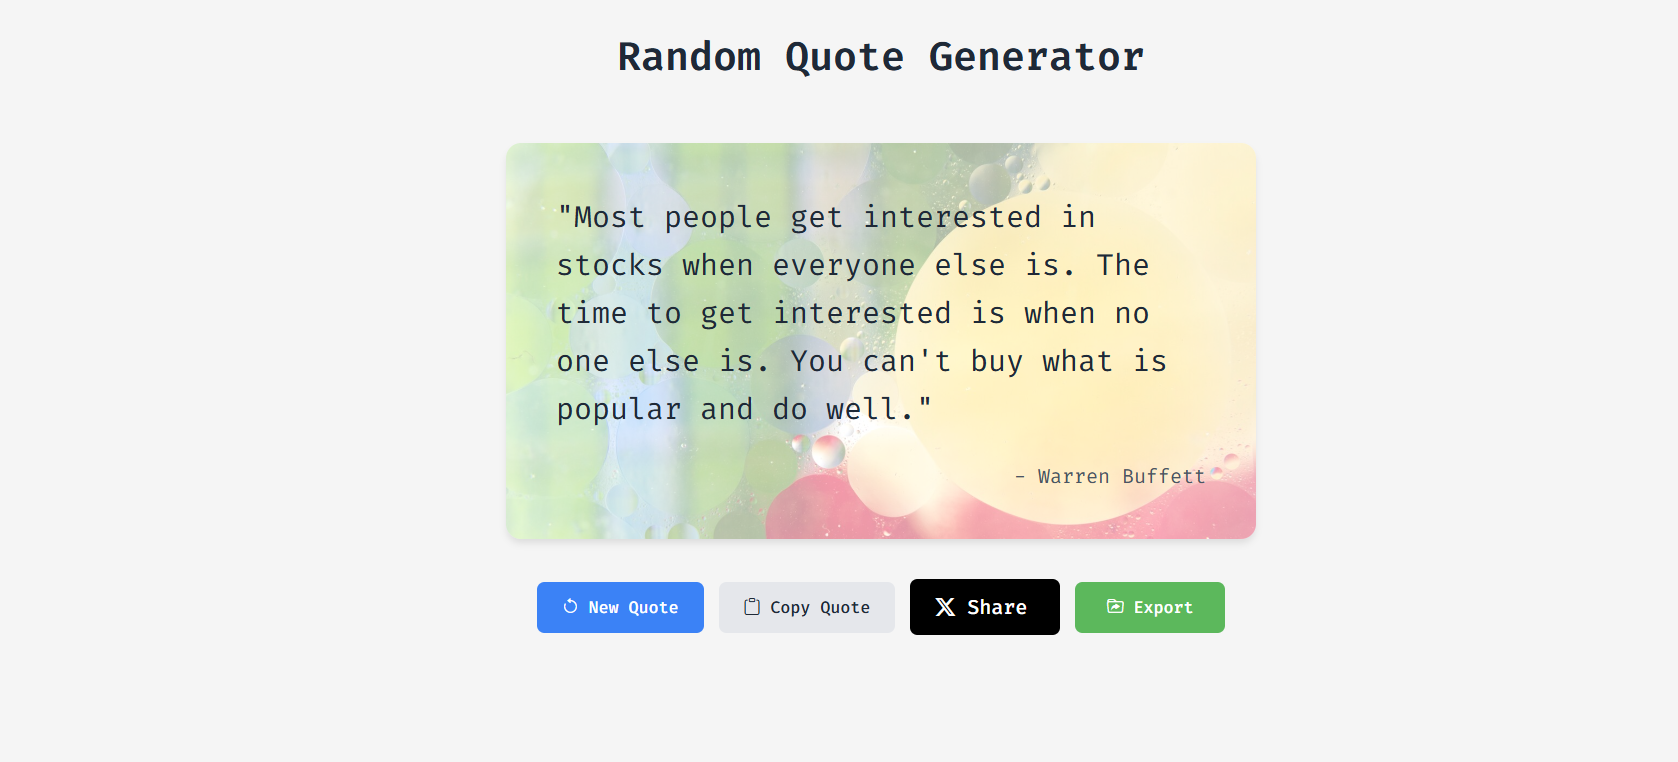 Random Quote Generator
"Most people get interested in
stocks when everyone else is. The
time to get interested is when no
one else is. You can't buy what is
popular and do well."
- Warren Buffett
New Quote
Copy Quote
Share
Export